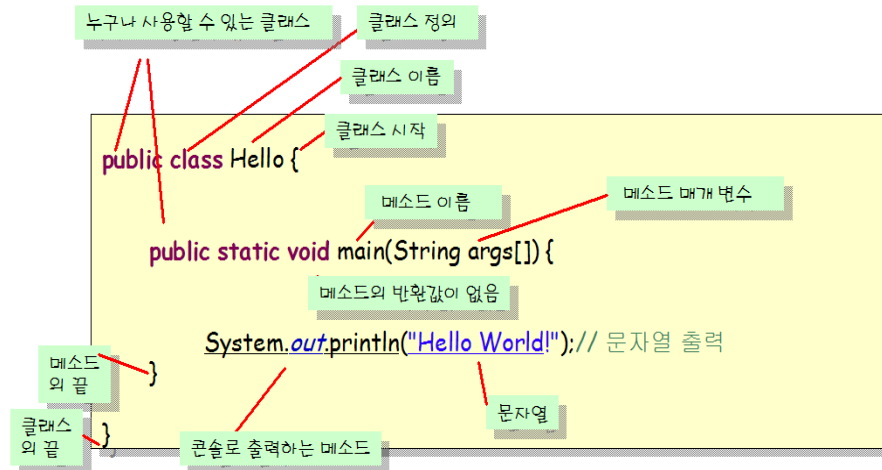 누구나 사용할 수 있는 클래스
클래스 정의
클래스 이름
클래스 시작
public class Hello {
메소드 이름
메소드 매개 변수
public static void main(String args[]) {
메소드의 반환값이 없음
System.out.println("Hello World!");// 문자열 출력
메소드
의 끝
}
문자열
클래스
의 끝
}
콘솔로 출력하는 메소드